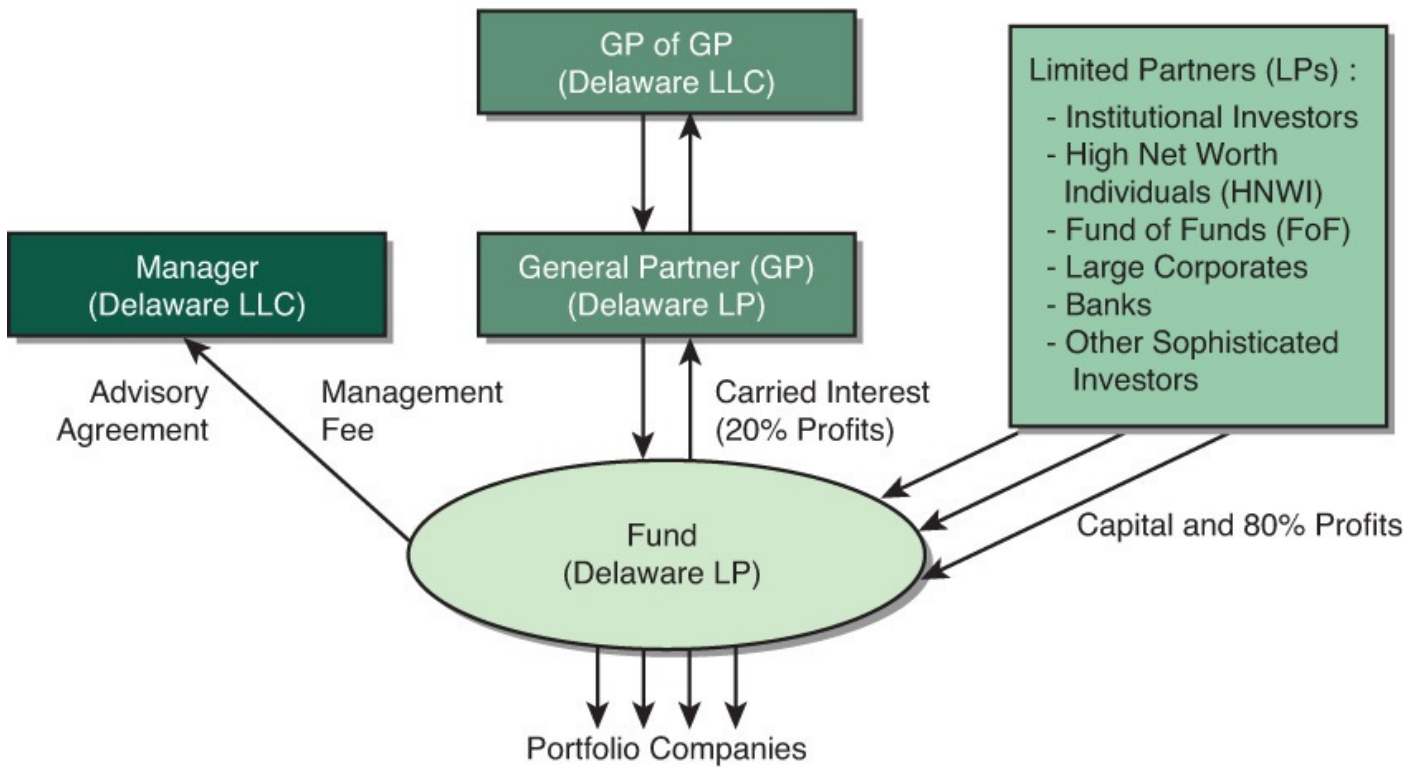 GP of GP
(Delaware LLC)
Limited Partners (LPs) :
- Institutional Investors
- High Net Worth
Individuals (HNWI)
- Fund of Funds (FoF)
- Large Corporates
- Banks
- Other Sophisticated
Investors
Manager
(Delaware LLC)
General Partner (GP)
(Delaware LP)
Advisory
Agreement
Management
Fee
Carried Interest
(20% Profits)
Capital and 80% Profits
Fund
(Delaware LP)
Portfolio Companies